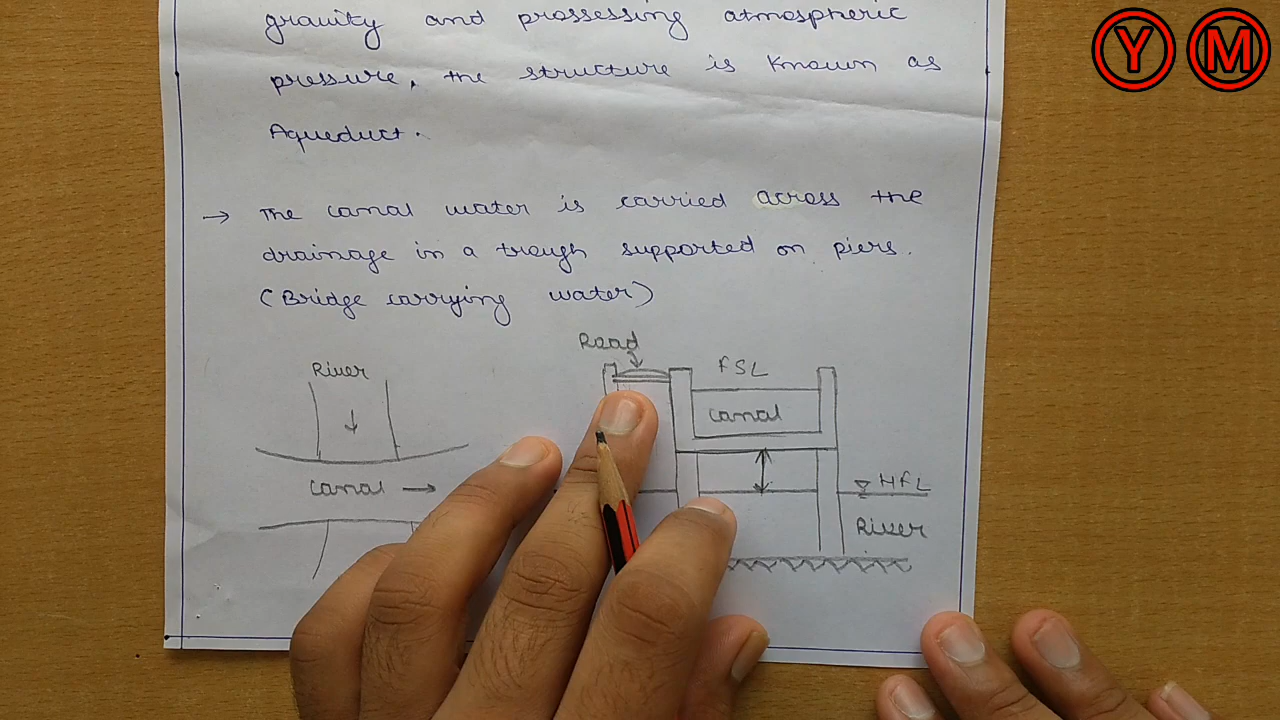 gravity and prossessing atmospheric
pressure, the structure is known as
Aqueduct.
→ The canal water is carried across the
drainage in a trough supported on piers.
(Bridge carrying water)
River
Canal →
Road
FSL
Canal
HFL
River
Y M